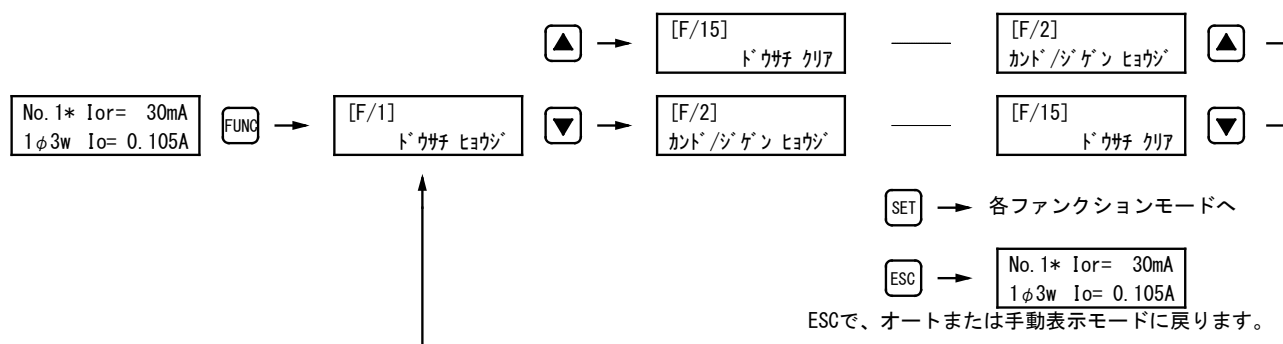 [F/15]
ドウサチ クリア
[F/2]
カンド/ジゲン ヒョウジ
No. 1* Ior= 30mA
1φ3w Io= 0.105A
FUNC
[F/1]
ドウサチ ヒョウジ
[F/2]
カンド/ジゲン ヒョウジ
[F/15]
ドウサチ クリア
SET
各ファンクションモードへ
ESC
No. 1* Ior= 30mA
1φ3w Io= 0.105A
ESCで、オートまたは手動表示モードに戻ります。